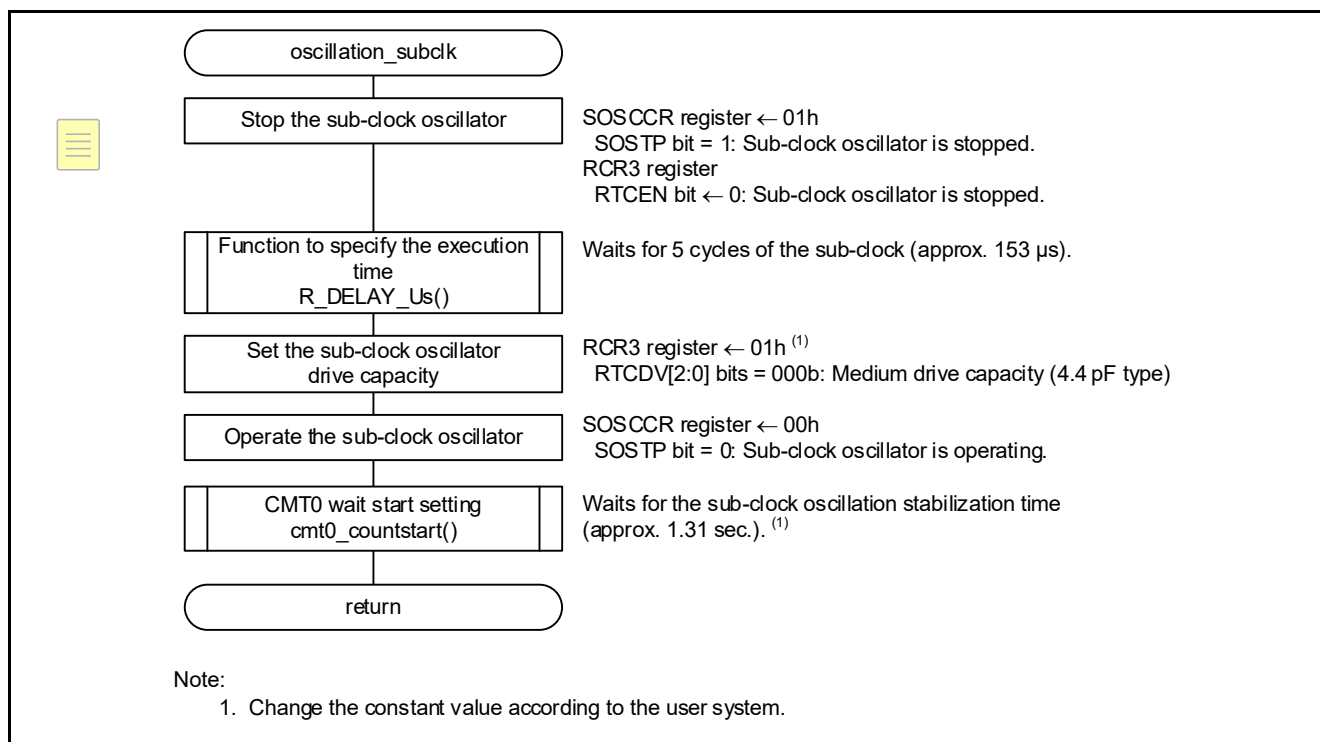 oscillation_subclk
Stop the sub-clock oscillator
SOSCCR register ← 01h
SOSTP bit = 1: Sub-clock oscillator is stopped.
RCR3 register
RTCEN bit ← 0: Sub-clock oscillator is stopped.
Function to specify the execution
time
R_DELAY_Us()
Waits for 5 cycles of the sub-clock (approx. 153 µs).
Set the sub-clock oscillator
drive capacity
RCR3 register ← 01h (1)
RTCDV[2:0] bits = 000b: Medium drive capacity (4.4 pF type)
Operate the sub-clock oscillator
SOSCCR register ← 00h
SOSTP bit = 0: Sub-clock oscillator is operating.
CMT0 wait start setting
cmt0_countstart()
Waits for the sub-clock oscillation stabilization time
(approx. 1.31 sec.). (1)
return
Note:
1. Change the constant value according to the user system.